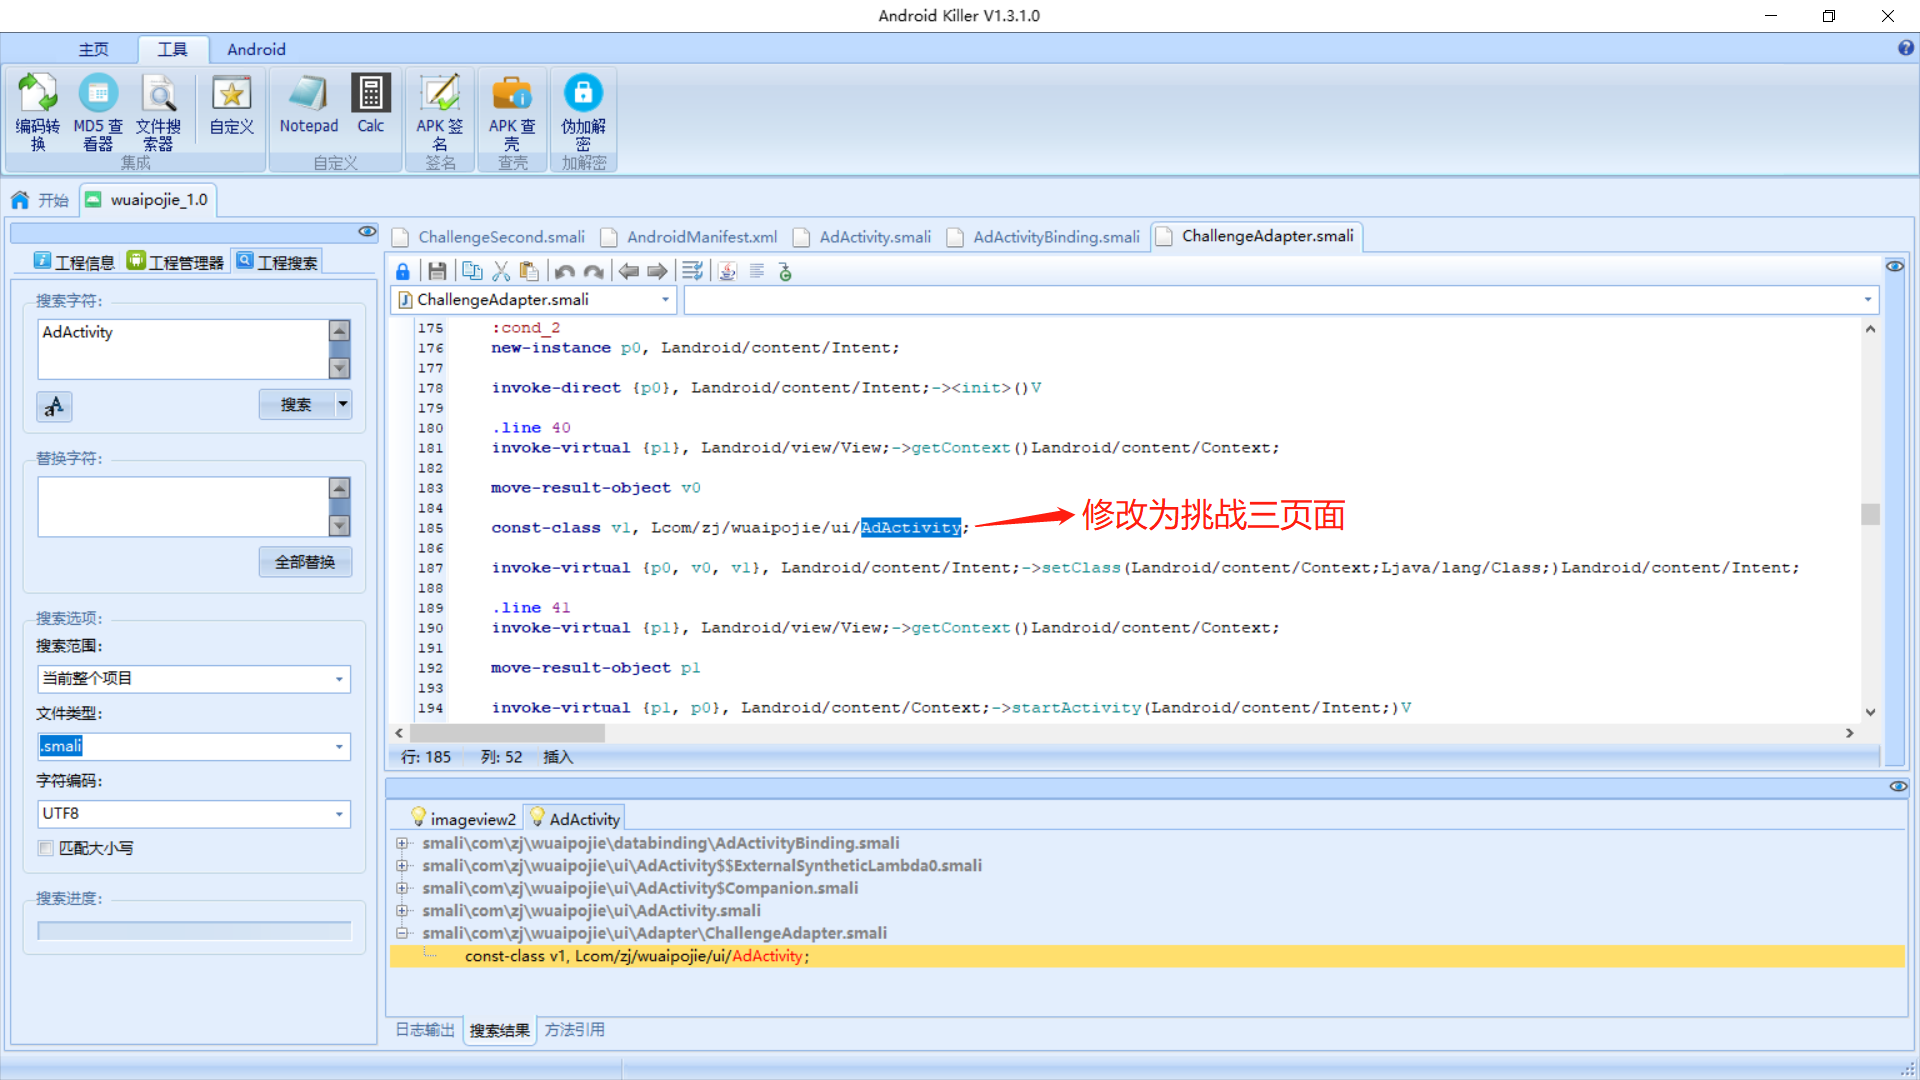 Android Killer V1.3.1.0
主页 工具 Android
编码转换 MD5 查看器 文件搜索器 自定义 Notepad Calc APK 签名 APK 查壳 伪加解密
集成 自定义 签名 查壳 加解密
开始 wuaipojie_1.0
工程信息 工程管理器 工程搜索
搜索字符:
AdActivity
搜索
替换字符:
全部替换
搜索选项:
搜索范围:
当前整个项目
文件类型:
.smali
字符编码:
UTF8
匹配大小写
搜索进度:
ChallengeSecond.smali AndroidManifest.xml AdActivity.smali AdActivityBinding.smali ChallengeAdapter.smali
ChallengeAdapter.smali
175 :cond_2
176 new-instance p0, Landroid/content/Intent;
177
178 invoke-direct {p0}, Landroid/content/Intent;-><init>()V
179
180 .line 40
181 invoke-virtual {p1}, Landroid/view/View;->getContext()Landroid/content/Context;
182
183 move-result-object v0
184
185 const-class v1, Lcom/zj/wuaipojie/ui/AdActivity; 修改为挑战三页面
186
187 invoke-virtual {p0, v0, v1}, Landroid/content/Intent;->setClass(Landroid/content/Context;Ljava/lang/Class;)Landroid/content/Intent;
188
189 .line 41
190 invoke-virtual {p1}, Landroid/view/View;->getContext()Landroid/content/Context;
191
192 move-result-object p1
193
194 invoke-virtual {p1, p0}, Landroid/content/Context;->startActivity(Landroid/content/Intent;)V
行: 185 列: 52 插入
imageview2 AdActivity
smali\com\zj\wuaipojie\databinding\AdActivityBinding.smali
smali\com\zj\wuaipojie\ui\AdActivity$$ExternalSyntheticLambda0.smali
smali\com\zj\wuaipojie\ui\AdActivity$Companion.smali
smali\com\zj\wuaipojie\ui\AdActivity.smali
smali\com\zj\wuaipojie\ui\Adapter\ChallengeAdapter.smali
const-class v1, Lcom/zj/wuaipojie/ui/AdActivity;
日志输出 搜索结果 方法引用